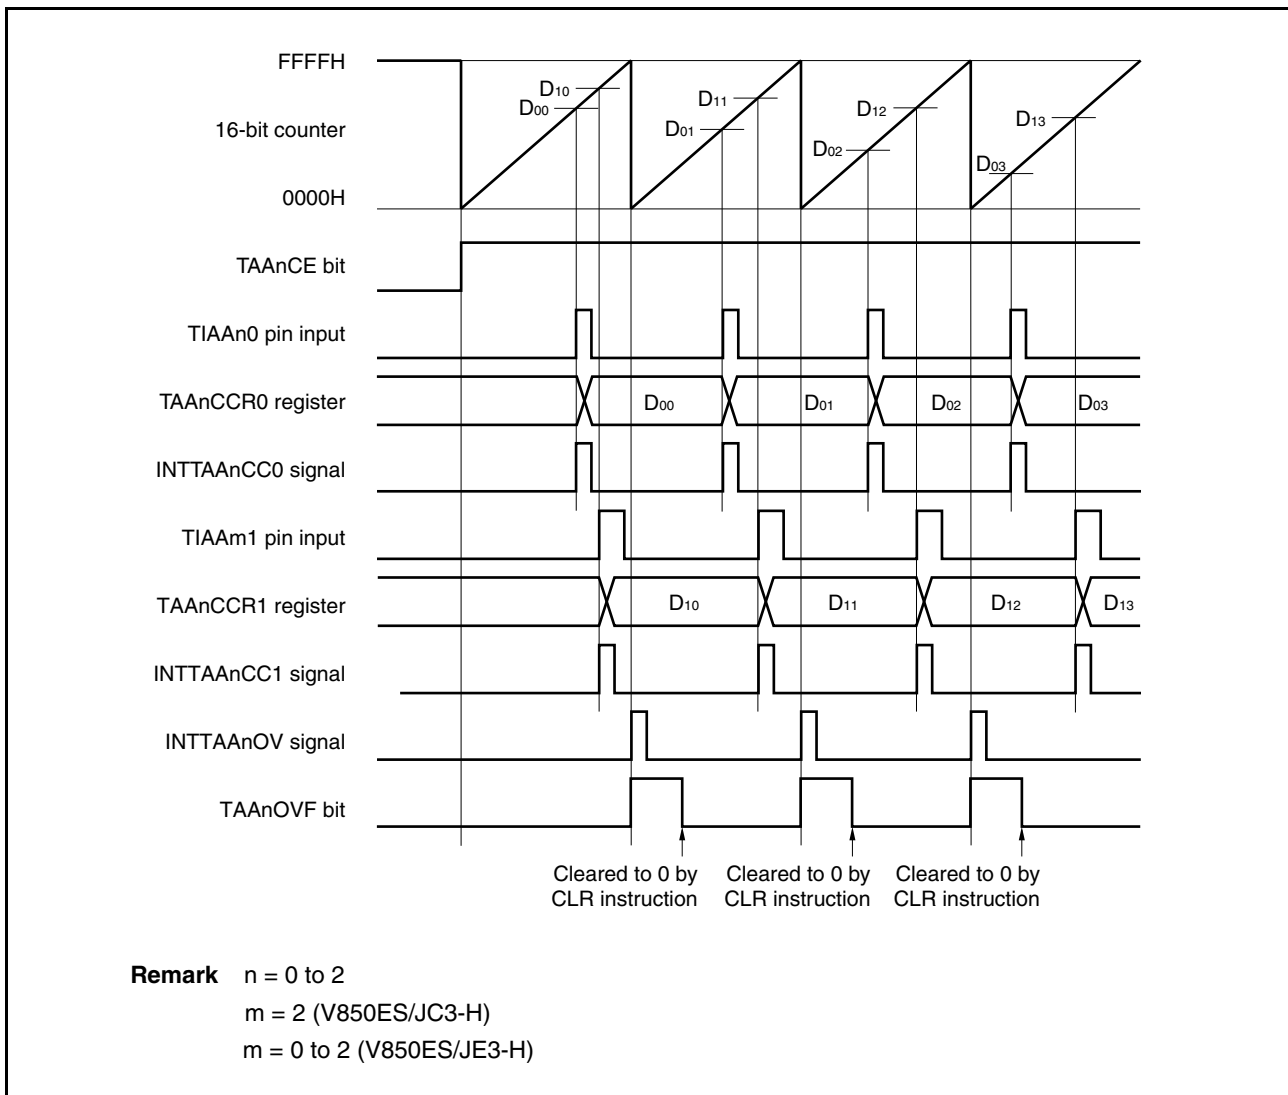 FFFFH
D10
D00
D11
D01
D12
D02
D13
D03
16-bit counter
0000H
TAAnCE bit
TIAAn0 pin input
TAAnCCR0 register
D00
D01
D02
D03
INTTAAnCC0 signal
TIAAm1 pin input
TAAnCCR1 register
D10
D11
D12
D13
INTTAAnCC1 signal
INTTAAnOV signal
TAAnOVF bit
Cleared to 0 by
CLR instruction
Cleared to 0 by
CLR instruction
Cleared to 0 by
CLR instruction
Remark n = 0 to 2
m = 2 (V850ES/JC3-H)
m = 0 to 2 (V850ES/JE3-H)